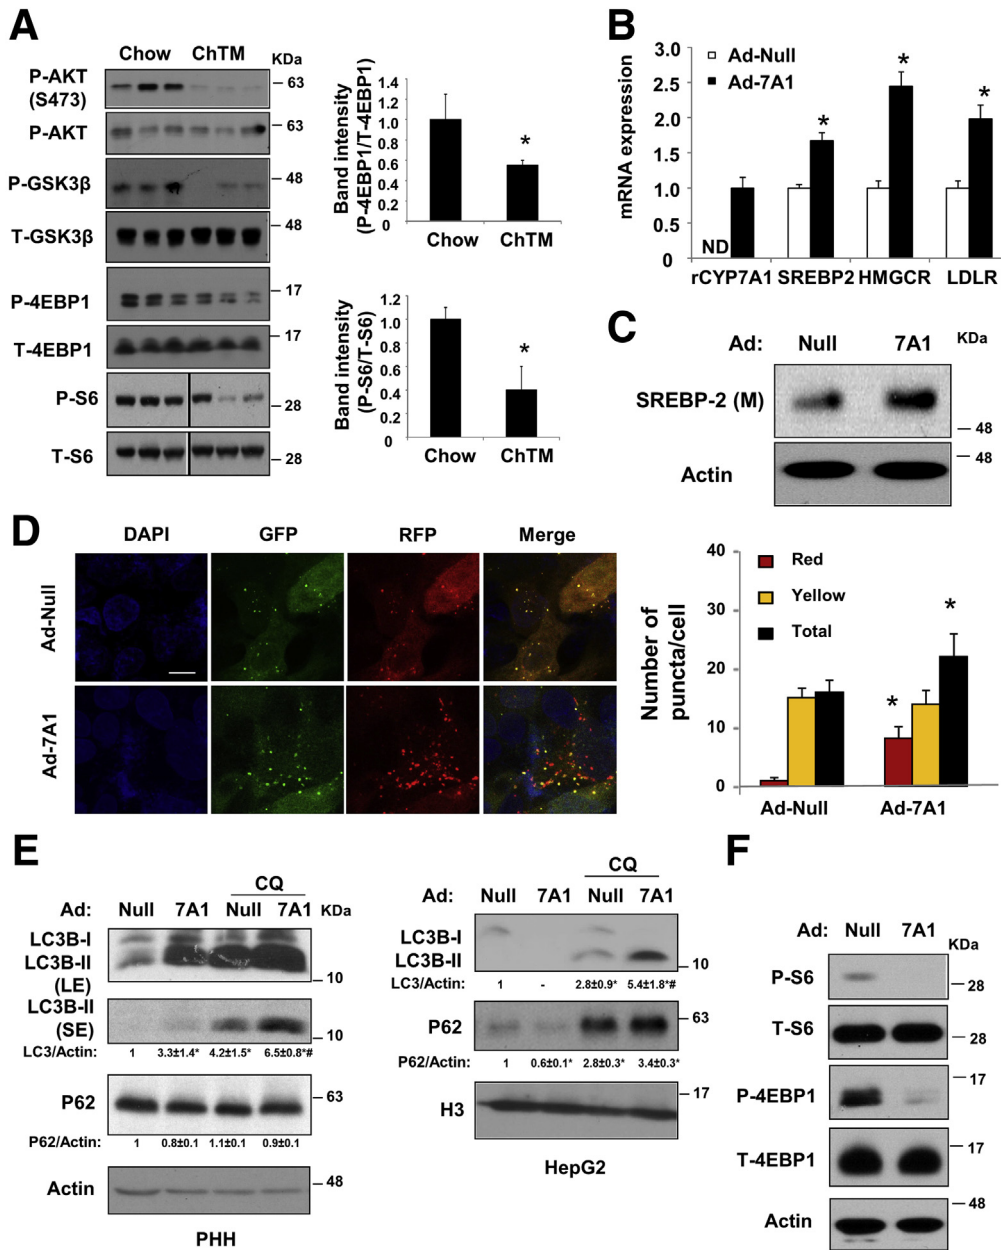 A
Chow ChTM
KDa
P-AKT
(S473)
63
P-AKT
63
P-GSK3β
48
T-GSK3β
48
P-4EBP1
17
T-4EBP1
17
P-S6
28
T-S6
28
Band intensity
(P-4EBP1/T-4EBP1)
1.4
1.2
1.0
0.8
0.6
0.4
0.2
0
*
Chow ChTM
Band intensity
(P-S6/T-S6)
1.2
1.0
0.8
0.6
0.4
0.2
0
*
Chow ChTM
B
mRNA expression
3.0
2.5
2.0
1.5
1.0
0.5
0
Ad-Null
Ad-7A1
* * *
ND
rCYP7A1 SREBP2 HMGCR LDLR
C
Ad: Null 7A1 KDa
SREBP-2 (M)
48
48
Actin
D
DAPI GFP RFP Merge
Ad-Null
Ad-7A1
Number of
puncta/cell
40
30
20
10
0
Red
Yellow
Total
* *
Ad-Null Ad-7A1
E
CQ
Ad: Null 7A1 Null 7A1 KDa
LC3B-I
LC3B-II
(LE)
10
LC3B-II
(SE)
10
LC3/Actin: 1 3.3±1.4* 4.2±1.5* 6.5±0.8*#
P62
63
P62/Actin: 1 0.8±0.1 1.1±0.1 0.9±0.1
Actin
48
PHH
CQ
Ad: Null 7A1 Null 7A1
LC3B-I
LC3B-II
10
LC3/Actin: 1 - 2.8±0.9* 5.4±1.8*#
P62
63
P62/Actin: 1 0.6±0.1* 2.8±0.3* 3.4±0.3*
H3
17
HepG2
F
Ad: Null 7A1
KDa
P-S6
28
T-S6
28
P-4EBP1
17
T-4EBP1
17
Actin
48